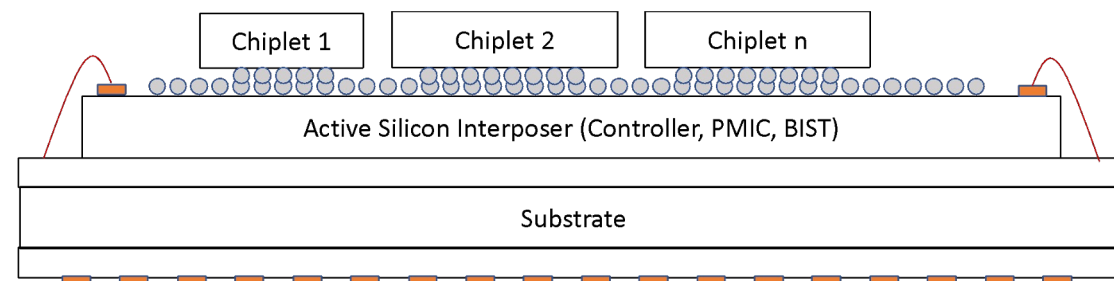 Chiplet 1
Chiplet 2
Chiplet n
Active Silicon Interposer (Controller, PMIC, BIST)
Substrate